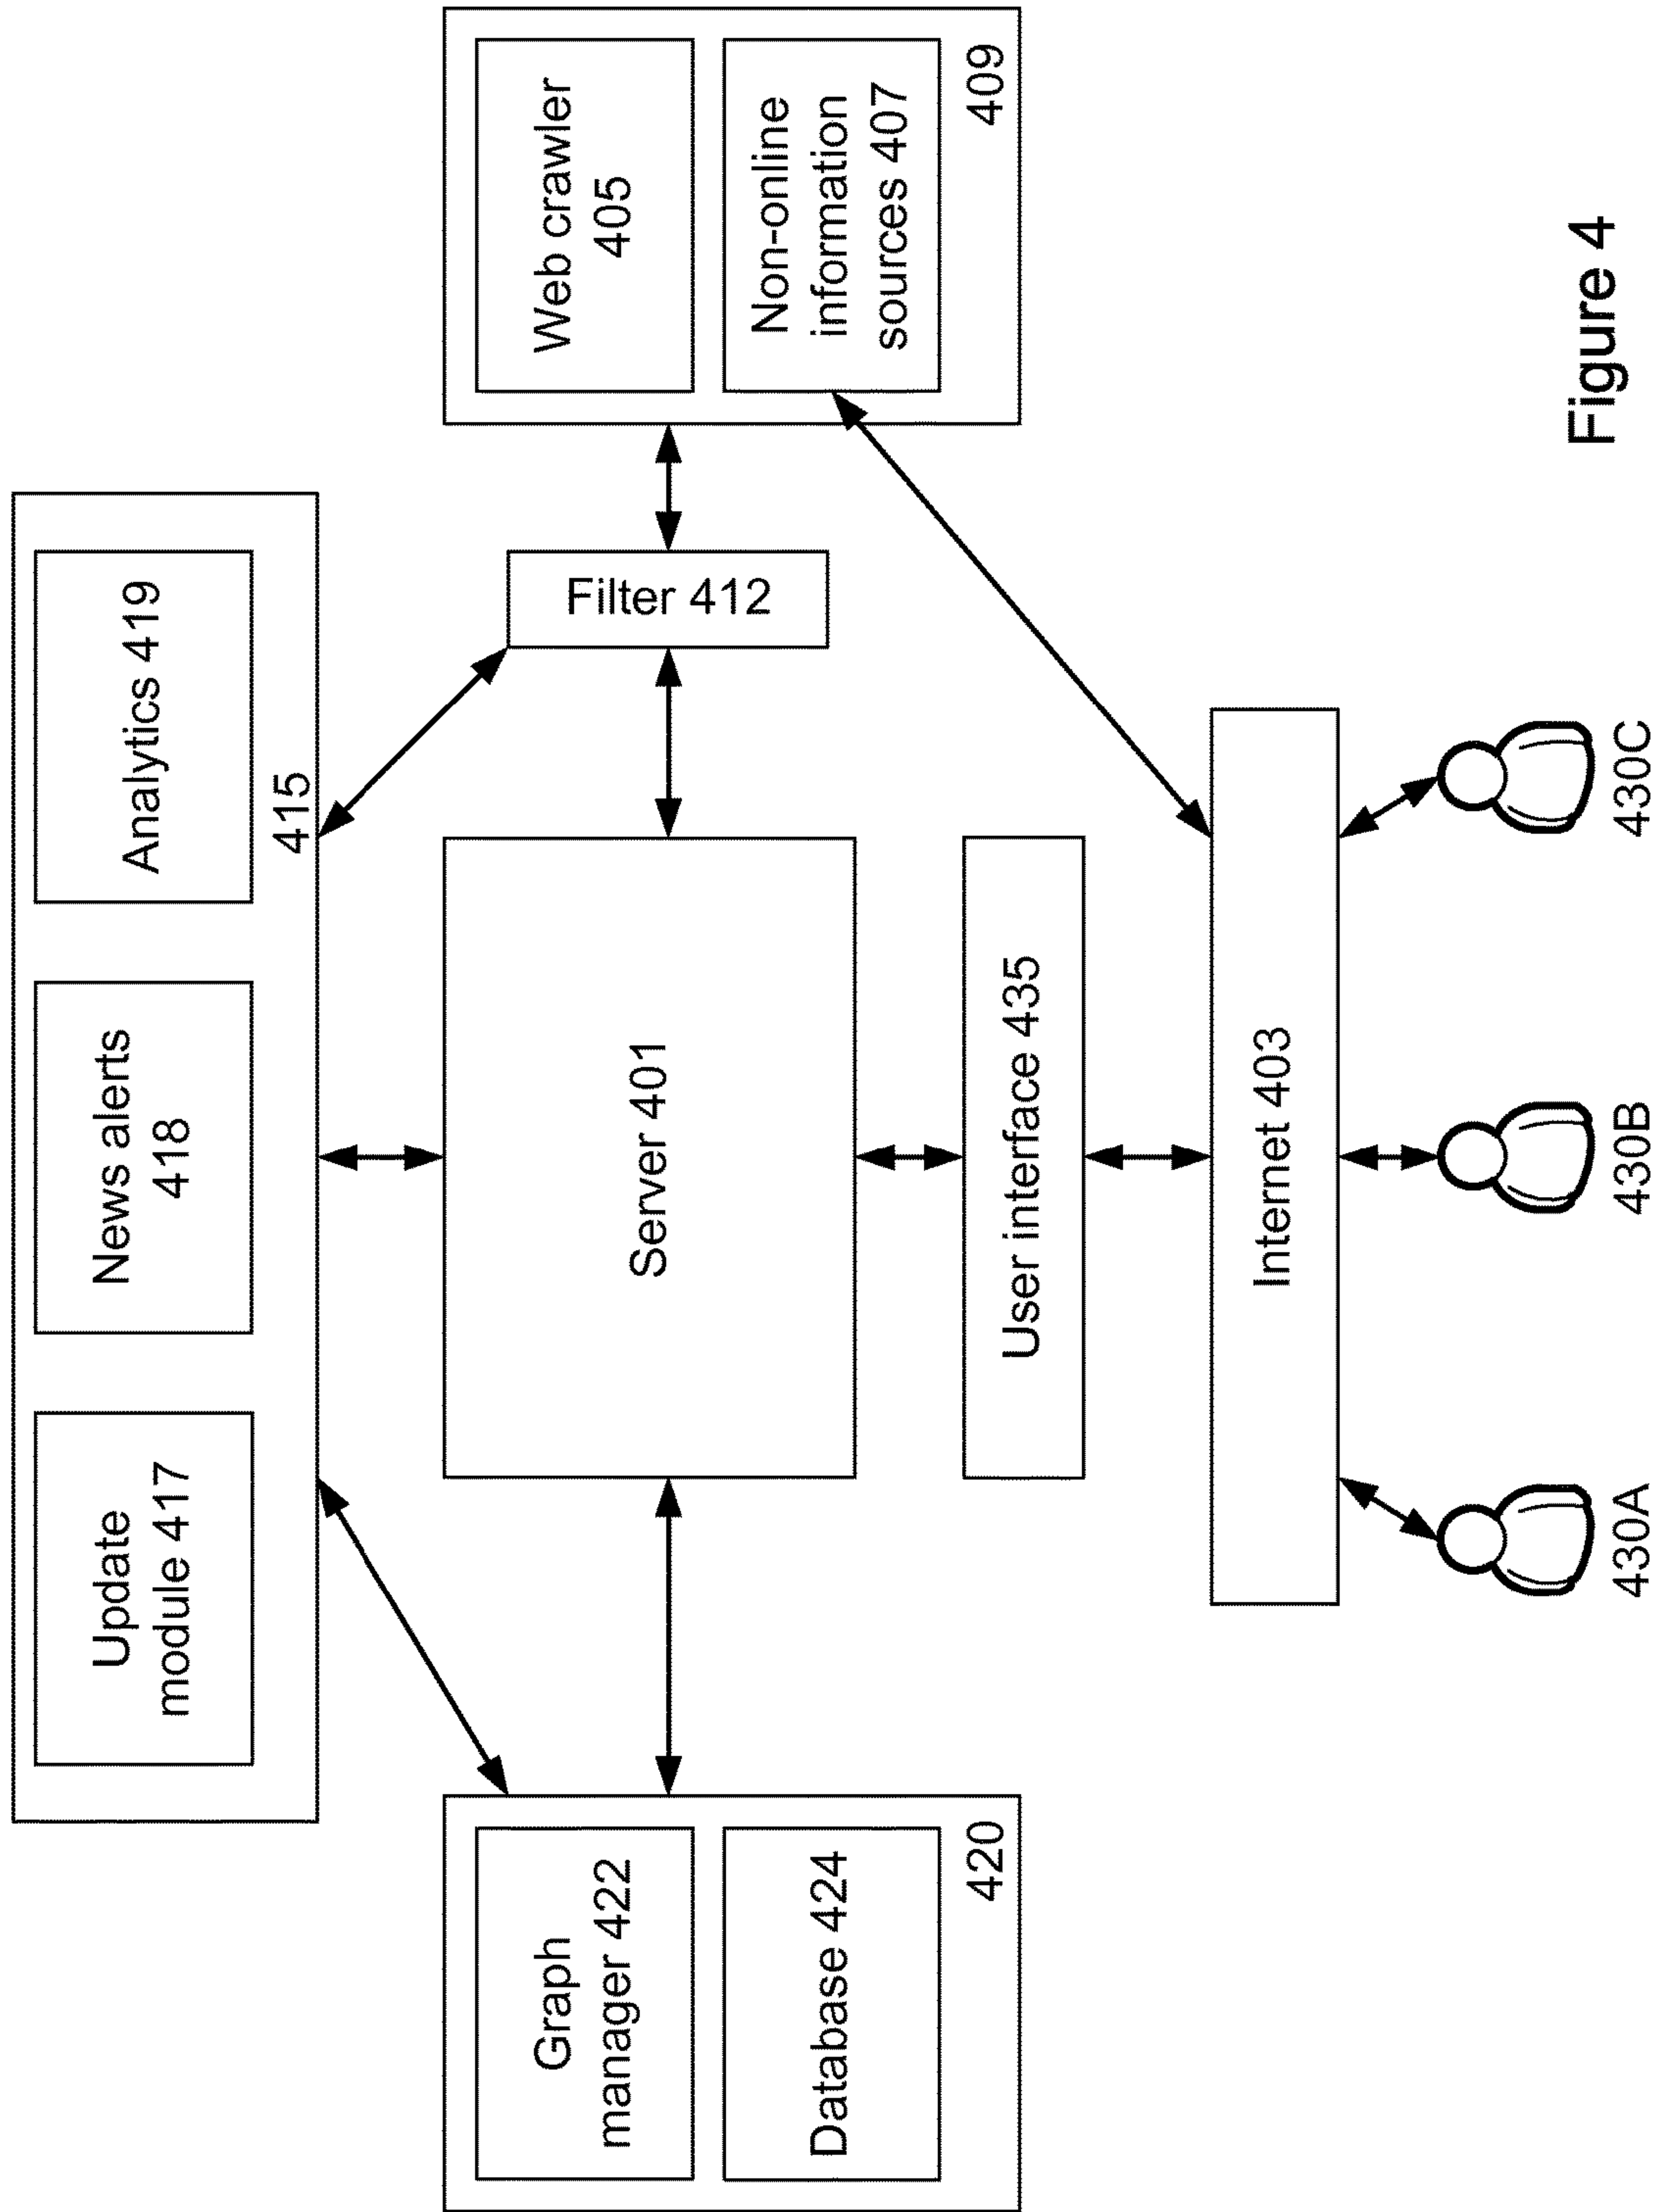 Update
module 417
News alerts
418
Analytics 419
415
Graph
manager 422
Database 424
420
Server 401
Filter 412
Web crawler
405
Non-online
information
sources 407
409
User interface 435
Internet 403
430A
430B
430C
Figure 4